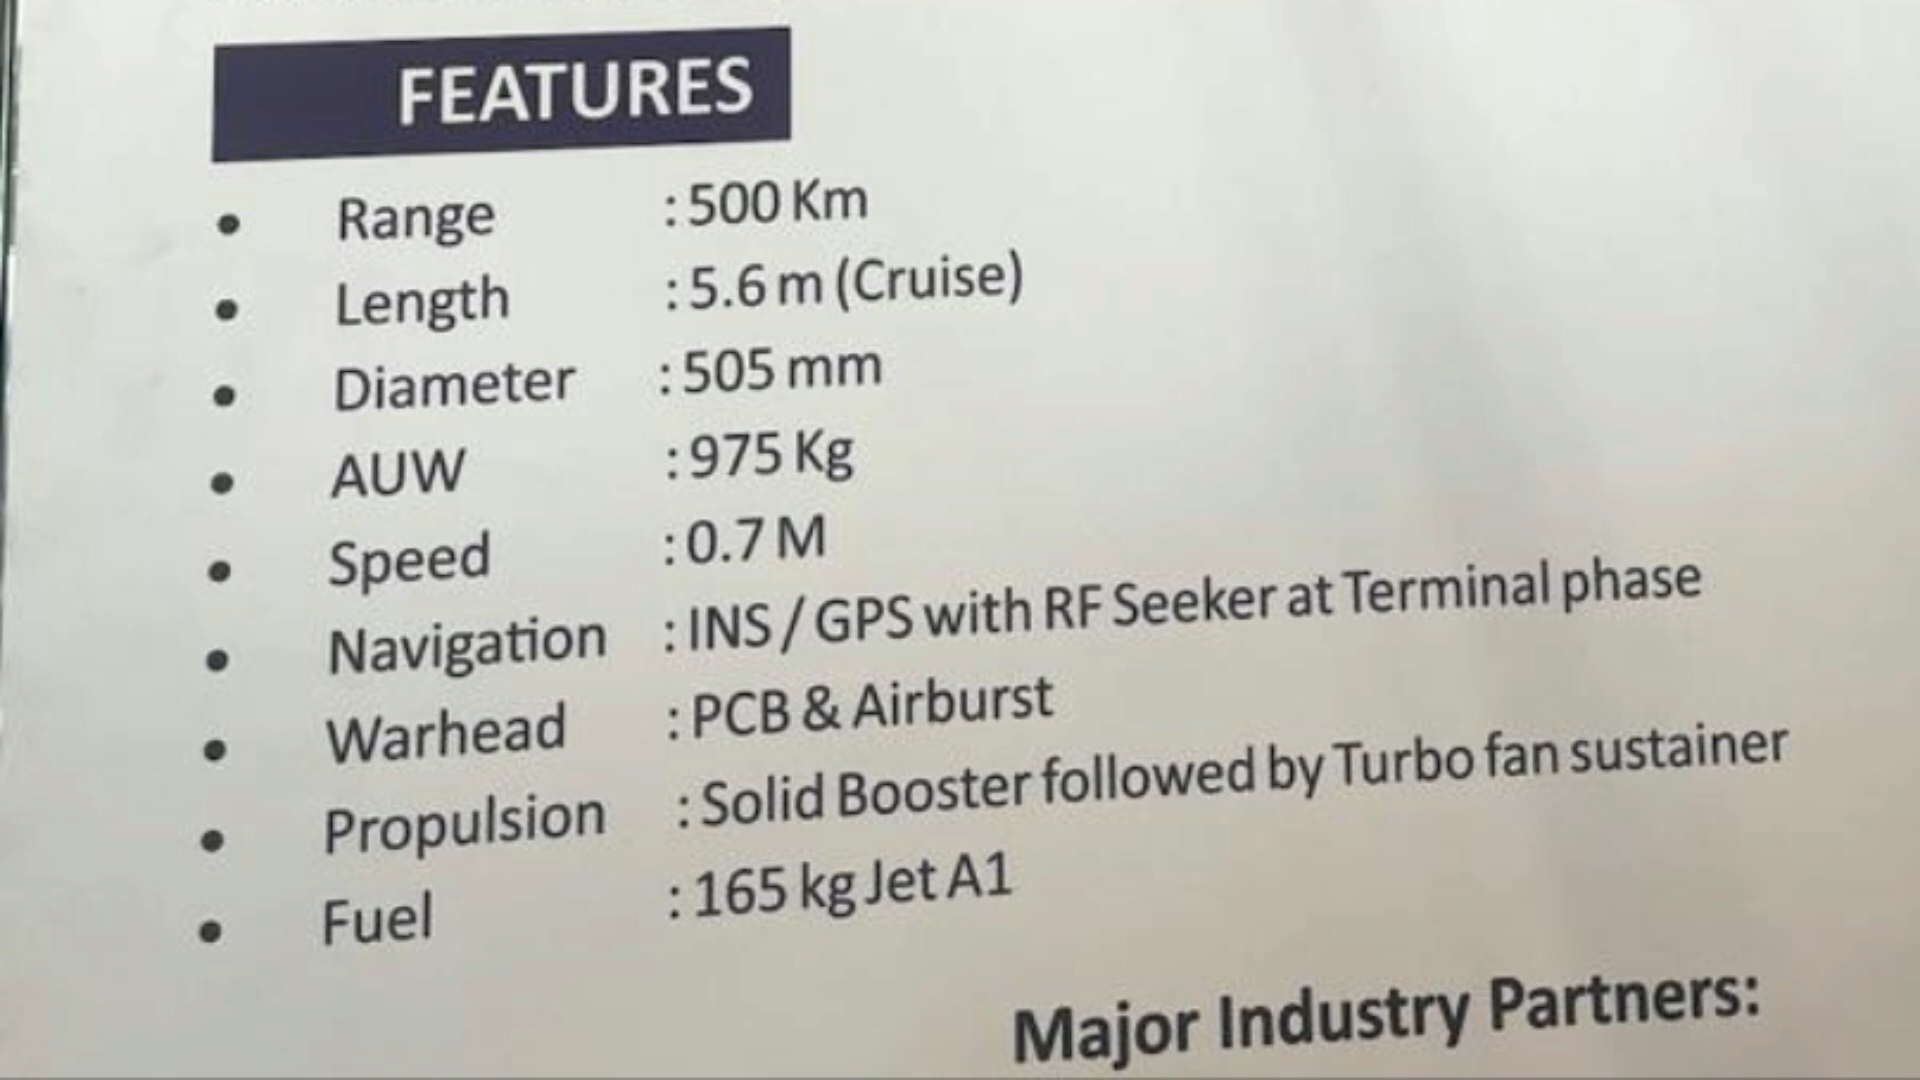 FEATURES
• Range : 500 Km
• Length : 5.6 m (Cruise)
• Diameter : 505 mm
• AUW : 975 Kg
• Speed : 0.7 M
• Navigation : INS / GPS with RF Seeker at Terminal phase
• Warhead : PCB & Airburst
• Propulsion : Solid Booster followed by Turbo fan sustainer
• Fuel : 165 kg Jet A1
Major Industry Partners: